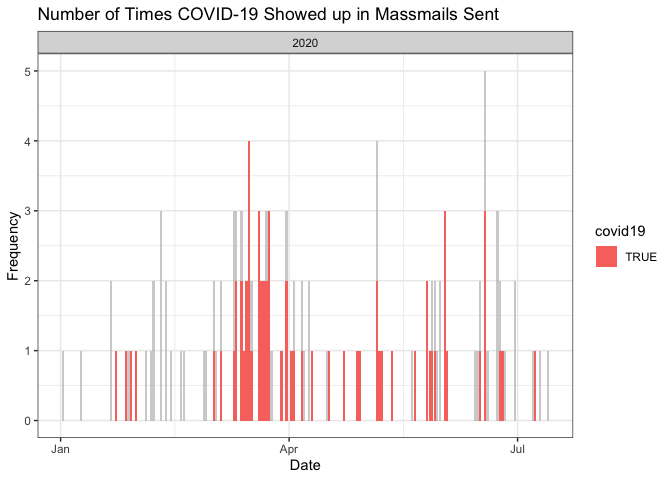 Number of Times COVID-19 Showed up in Massmails Sent
2020
5
4
3
2
1
0
Frequency
Jan
Apr
Jul
Date
covid19
TRUE